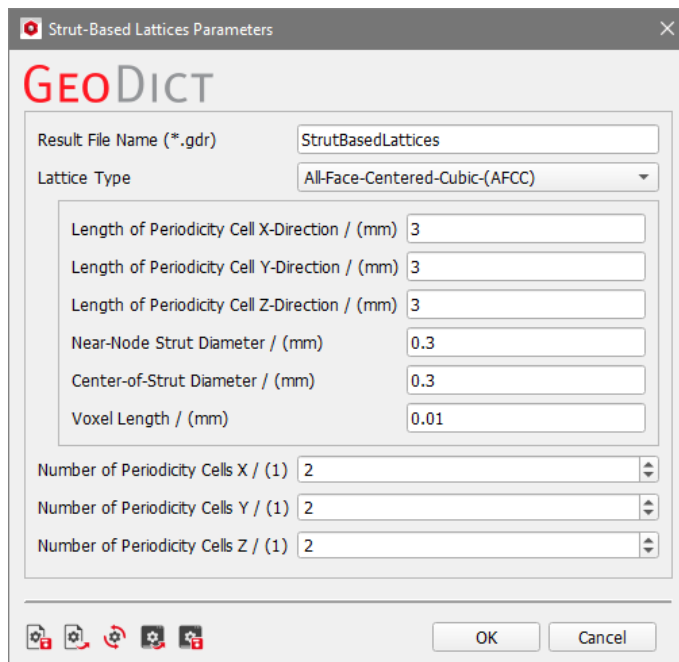 Strut-Based Lattices Parameters
GEODICT
Result File Name (*.gdr) StrutBasedLattices
Lattice Type All-Face-Centered-Cubic-(AFCC)
Length of Periodicity Cell X-Direction / (mm) 3
Length of Periodicity Cell Y-Direction / (mm) 3
Length of Periodicity Cell Z-Direction / (mm) 3
Near-Node Strut Diameter / (mm) 0.3
Center-of-Strut Diameter / (mm) 0.3
Voxel Length / (mm) 0.01
Number of Periodicity Cells X / (1) 2
Number of Periodicity Cells Y / (1) 2
Number of Periodicity Cells Z / (1) 2
OK Cancel